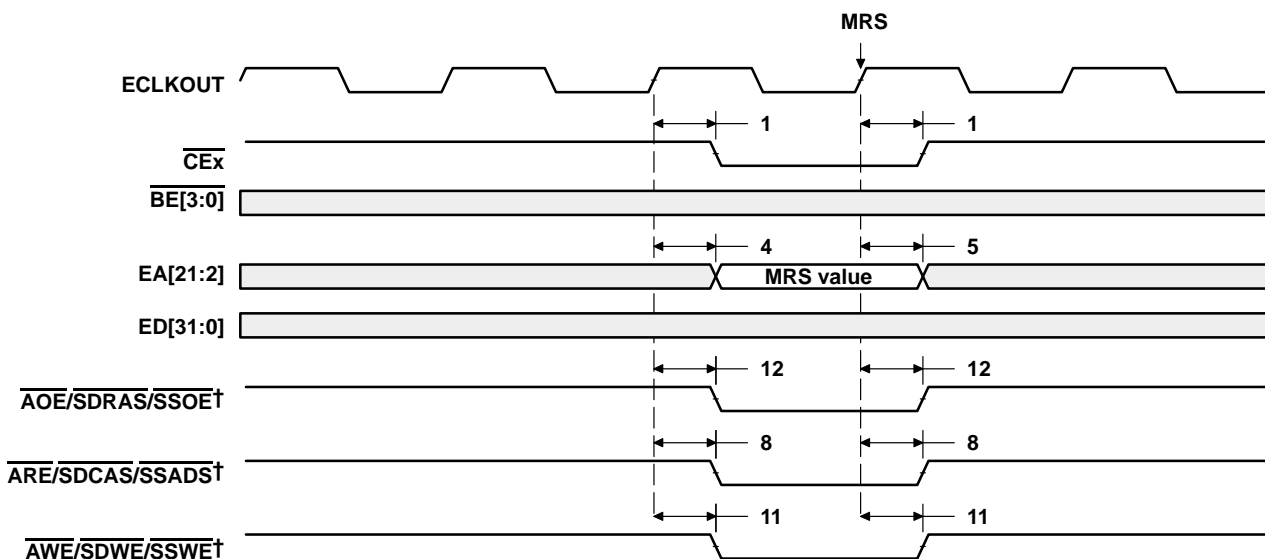 MRS
ECLKOUT
1 1
CEx
BE[3:0]
4 5
EA[21:2] MRS value
ED[31:0]
12 12
AOE/SDRAS/SSOE†
8 8
ARE/SDCAS/SSADS†
11 11
AWE/SDWE/SSWE†